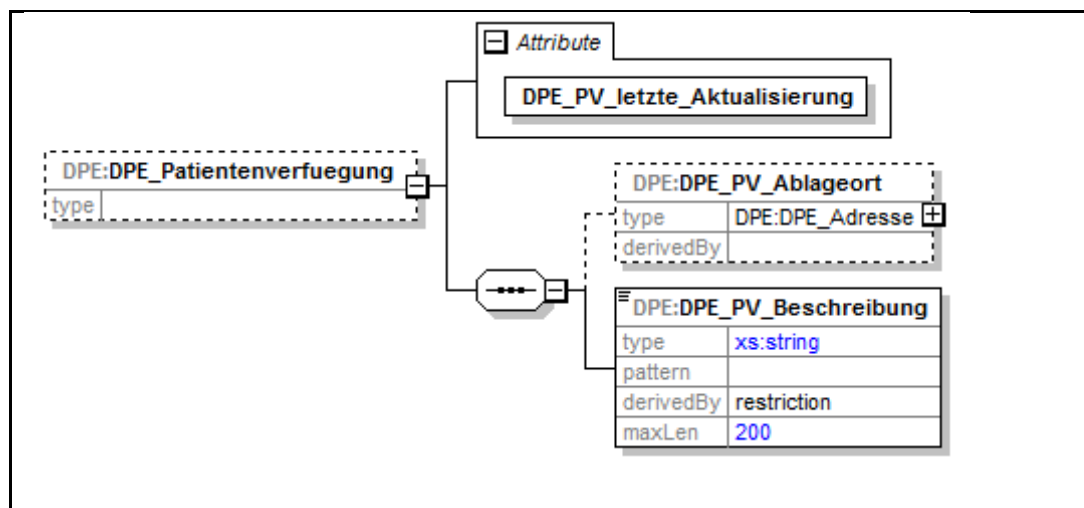 Attribute
DPE_PV_letzte_Aktualisierung
DPE:DPE_Patientenverfuegung
type
DPE:DPE_PV_Ablageort
type DPE:DPE_Adresse
derivedBy
DPE:DPE_PV_Beschreibung
type xs:string
pattern
derivedBy restriction
maxLen 200